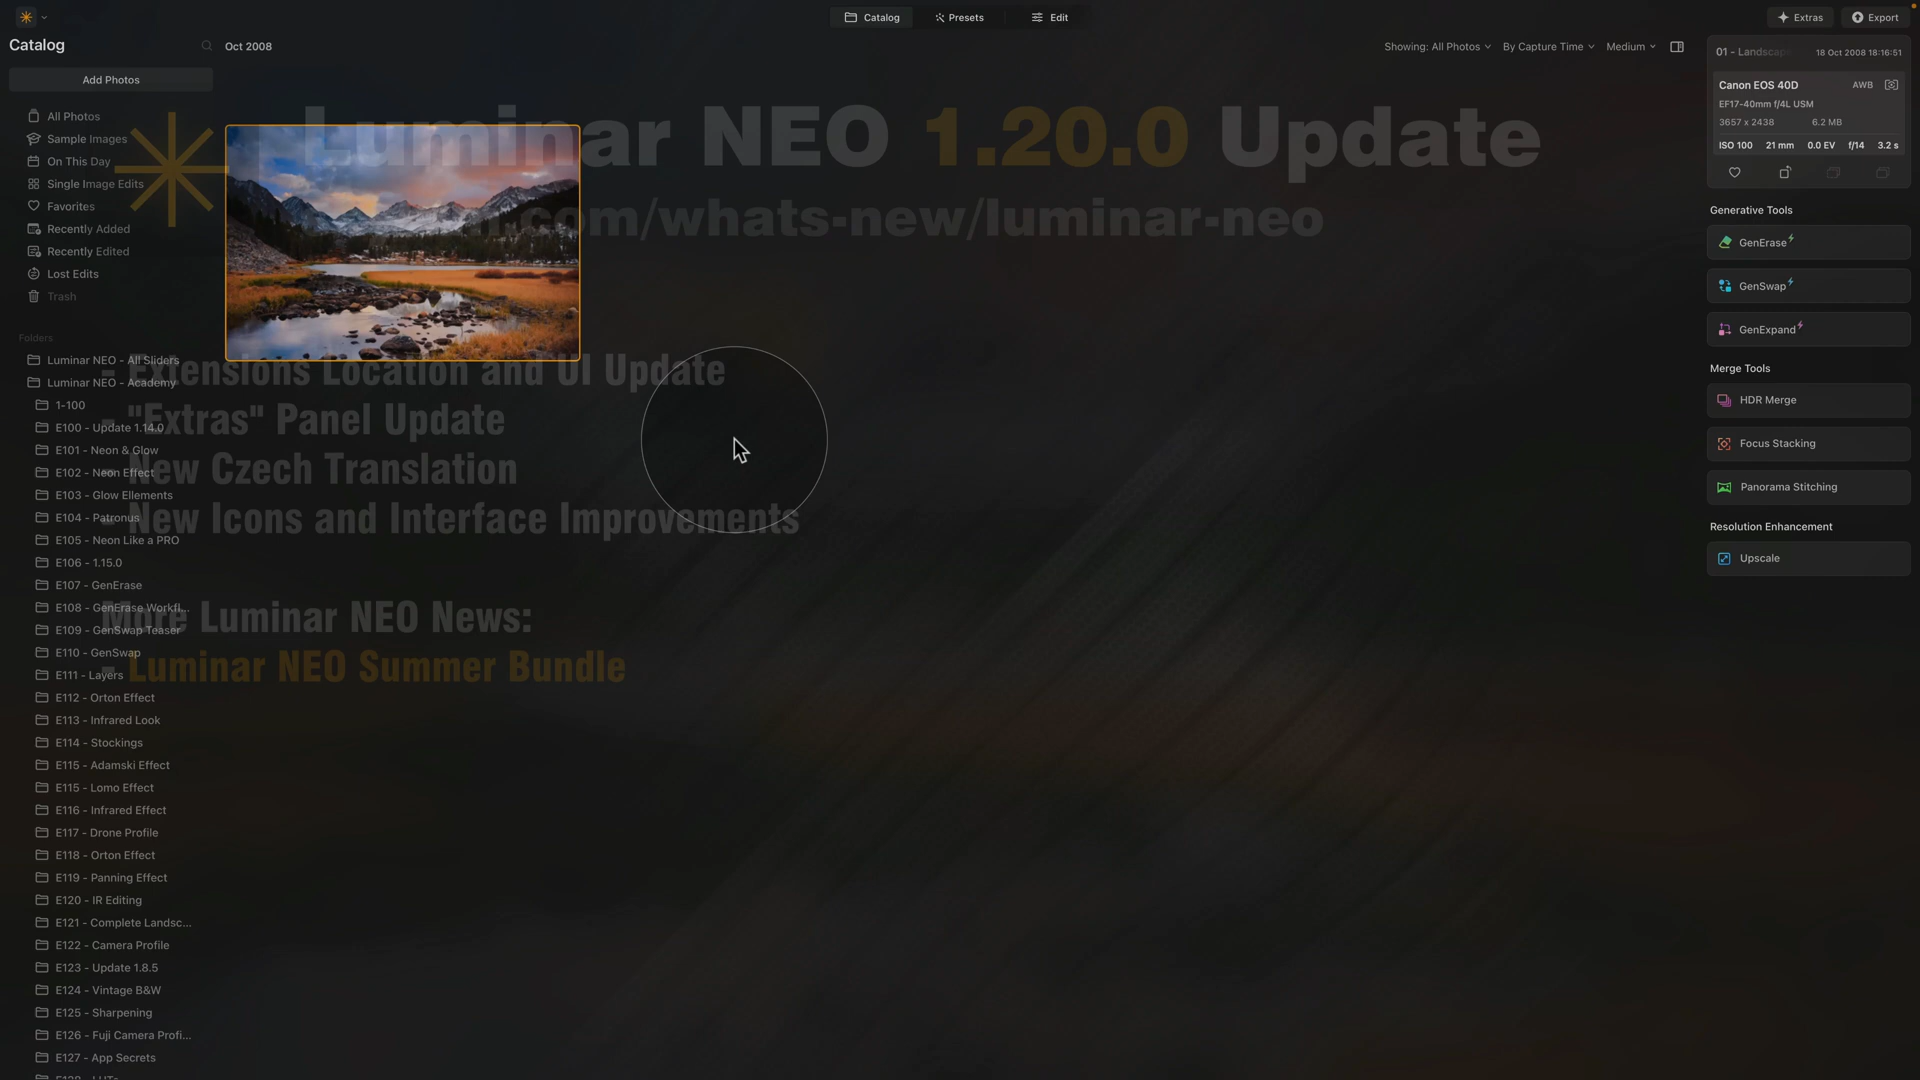 Catalog
Presets
Edit
Extras
Export
Catalog
Oct 2008
Showing: All Photos
By Capture Time
Medium
Add Photos
All Photos
Sample Images
On This Day
Single Image Edits
Favorites
Recently Added
Recently Edited
Lost Edits
Trash
Folders
Luminar NEO - All Sliders
Luminar NEO - Academy
1-100
E100 - Update 1.14.0
E101 - Neon & Glow
E102 - Neon Effect
E103 - Glow Ellements
E104 - Patronus
E105 - Neon Like a PRO
E106 - 1.15.0
E107 - GenErase
E108 - GenErase Workfl...
E109 - GenSwap Teaser
E110 - GenSwap
E111 - Layers
E112 - Orton Effect
E113 - Infrared Look
E114 - Stockings
E115 - Adamski Effect
E115 - Lomo Effect
E116 - Infrared Effect
E117 - Drone Profile
E118 - Orton Effect
E119 - Panning Effect
E120 - IR Editing
E121 - Complete Landsc...
E122 - Camera Profile
E123 - Update 1.8.5
E124 - Vintage B&W
E125 - Sharpening
E126 - Fuji Camera Profi...
E127 - App Secrets
Luminar NEO 1.20.0 Update
.com/whats-new/luminar-neo
- Extensions Location and UI Update
- "Extras" Panel Update
- New Czech Translation
- New Icons and Interface Improvements
More Luminar NEO News:
- Luminar NEO Summer Bundle
01 - Landscap
18 Oct 2008 18:16:51
Canon EOS 40D
AWB
EF17-40mm f/4L USM
3657 x 2438
6.2 MB
ISO 100
21 mm
0.0 EV
f/14
3.2 s
Generative Tools
GenErase
GenSwap
GenExpand
Merge Tools
HDR Merge
Focus Stacking
Panorama Stitching
Resolution Enhancement
Upscale